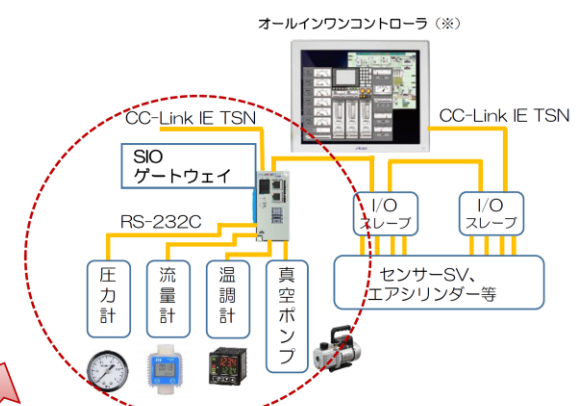 オールインワンコントローラ（※）
CC-Link IE TSN
CC-Link IE TSN
SIO
ゲートウェイ
RS-232C
I/O
スレーブ
I/O
スレーブ
圧力計
流量計
温調計
真空ポンプ
センサーSV、
エアシリンダー等